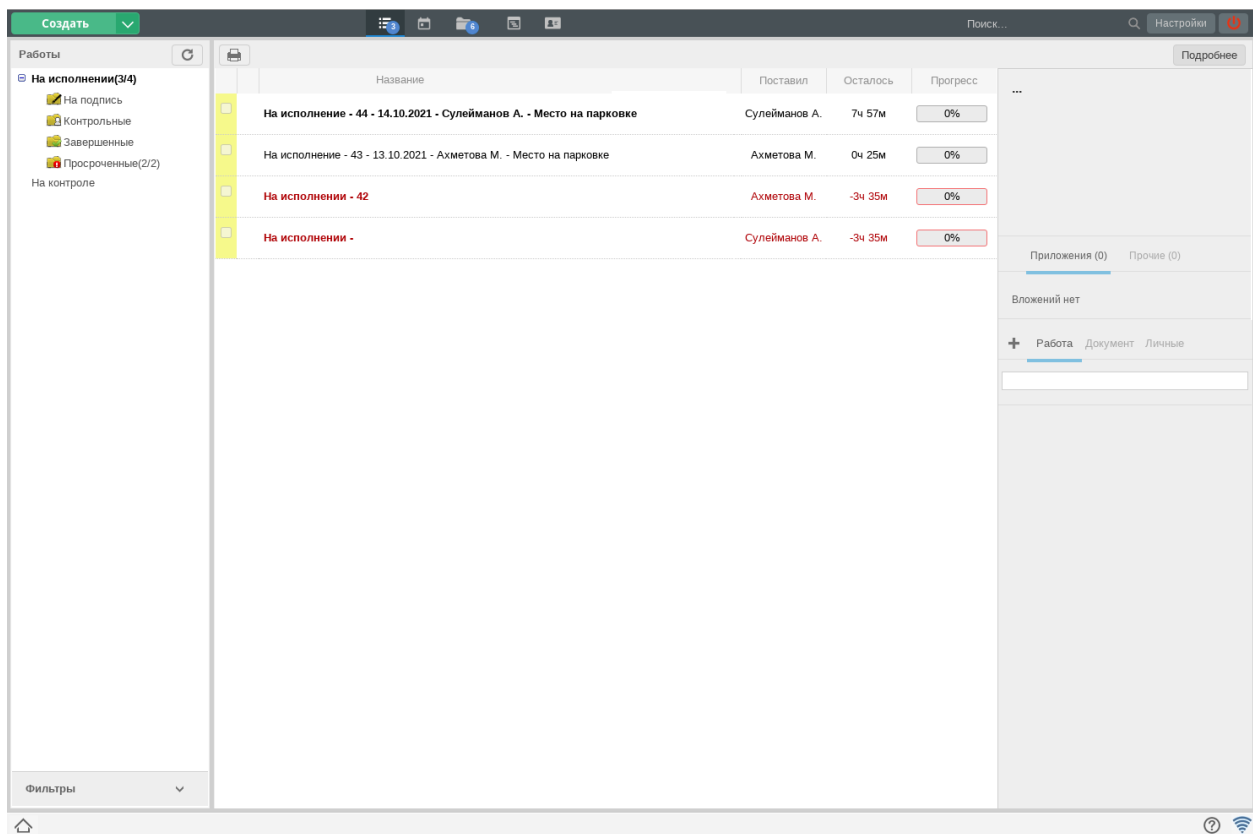 Создать
3
6
Поиск...
Настройки
Работы
Подробнее
На исполнении(3/4)
На подпись
Контрольные
Завершенные
Просроченные(2/2)
На контроле
Название Поставил Осталось Прогресс
На исполнение - 44 - 14.10.2021 - Сулейманов А. - Место на парковке Сулейманов А. 7ч 57м 0%
На исполнение - 43 - 13.10.2021 - Ахметова М. - Место на парковке Ахметова М. 0ч 25м 0%
На исполнении - 42 Ахметова М. -3ч 35м 0%
На исполнении - Сулейманов А. -3ч 35м 0%
...
Приложения (0) Прочие (0)
Вложений нет
Работа Документ Личные
Фильтры